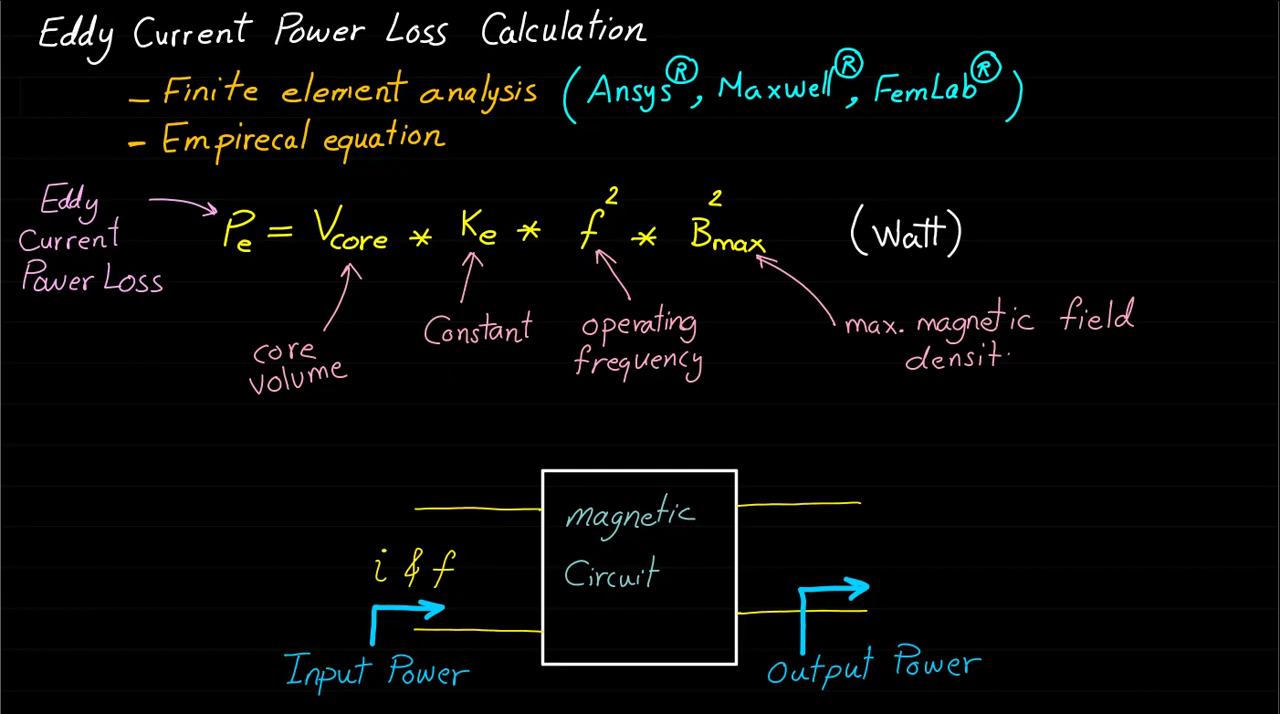 Eddy Current Power Loss Calculation
- Finite element analysis (Ansys®, Maxwell®, FemLab®)
- Empirecal equation
Eddy
Current
Power Loss
Pe = Vcore * Ke * f² * B²max (Watt)
core
volume
Constant
operating
frequency
max. magnetic field
densit
magnetic
Circuit
i & f
Input Power
Output Power